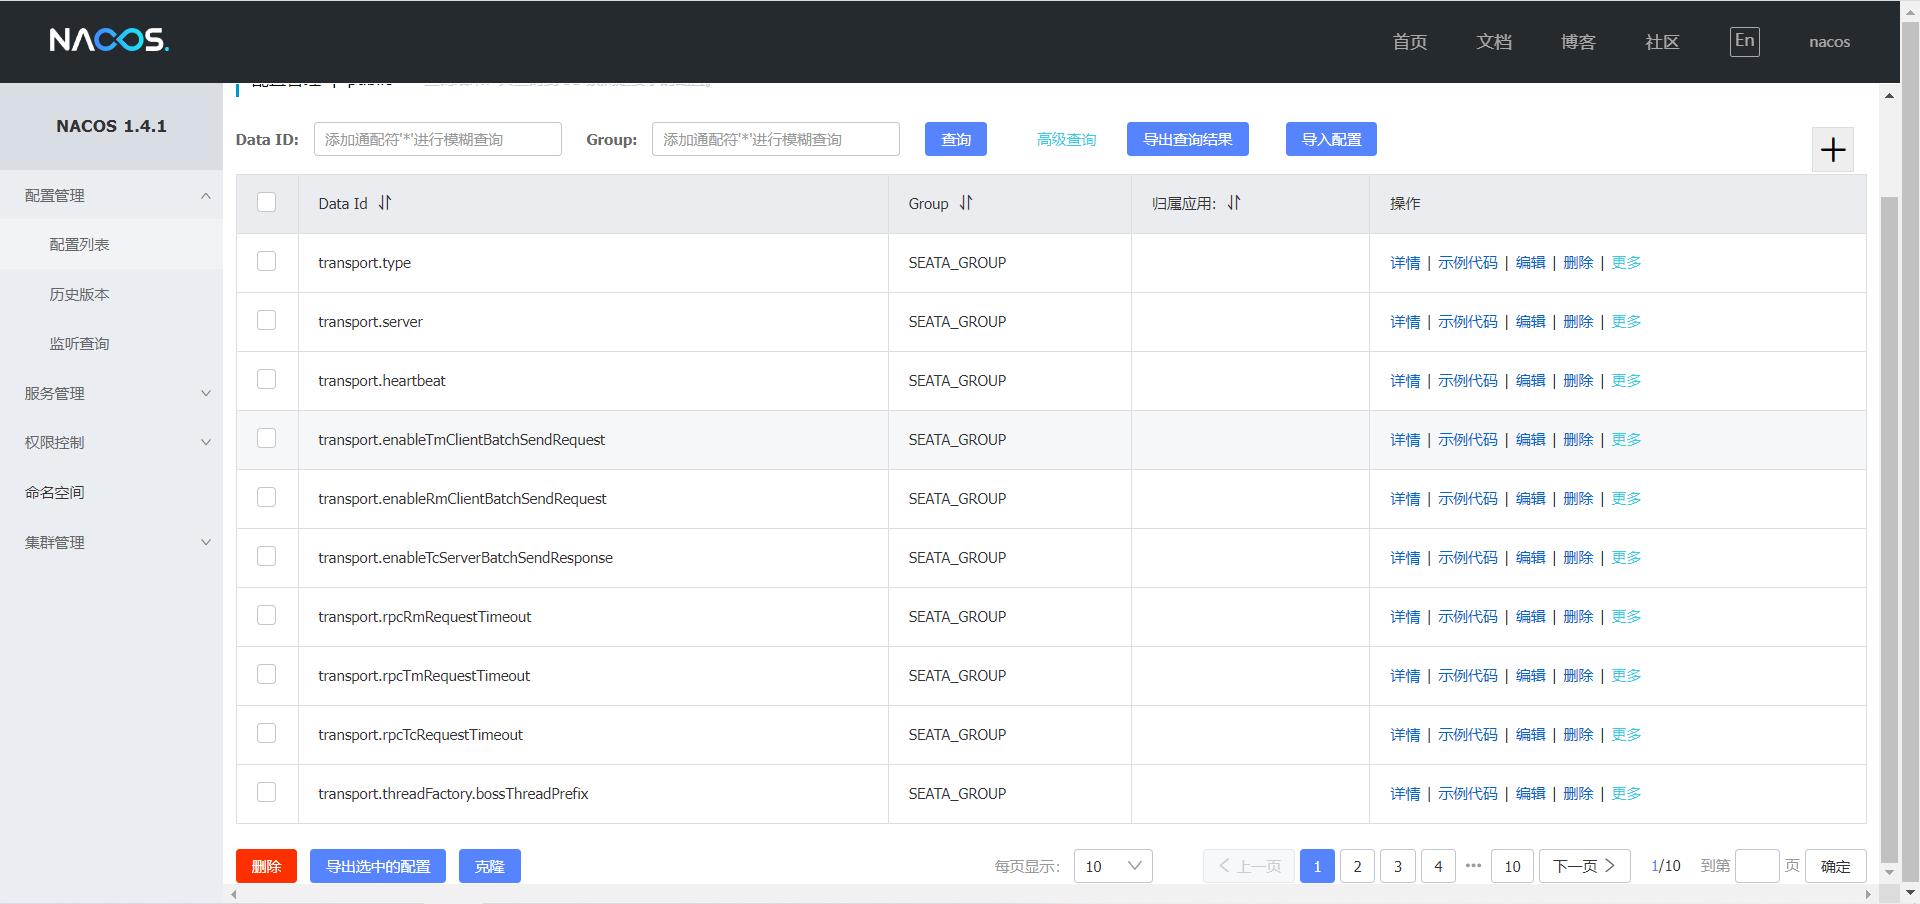 NACOS.
首页
文档
博客
社区
En
nacos
NACOS 1.4.1
配置管理
配置列表
历史版本
监听查询
服务管理
权限控制
命名空间
集群管理
Data ID: 添加通配符'*'进行模糊查询 Group: 添加通配符'*'进行模糊查询 查询 高级查询 导出查询结果 导入配置
Data Id Group 归属应用: 操作
transport.type SEATA_GROUP 详情 | 示例代码 | 编辑 | 删除 | 更多
transport.server SEATA_GROUP 详情 | 示例代码 | 编辑 | 删除 | 更多
transport.heartbeat SEATA_GROUP 详情 | 示例代码 | 编辑 | 删除 | 更多
transport.enableTmClientBatchSendRequest SEATA_GROUP 详情 | 示例代码 | 编辑 | 删除 | 更多
transport.enableRmClientBatchSendRequest SEATA_GROUP 详情 | 示例代码 | 编辑 | 删除 | 更多
transport.enableTcServerBatchSendResponse SEATA_GROUP 详情 | 示例代码 | 编辑 | 删除 | 更多
transport.rpcRmRequestTimeout SEATA_GROUP 详情 | 示例代码 | 编辑 | 删除 | 更多
transport.rpcTmRequestTimeout SEATA_GROUP 详情 | 示例代码 | 编辑 | 删除 | 更多
transport.rpcTcRequestTimeout SEATA_GROUP 详情 | 示例代码 | 编辑 | 删除 | 更多
transport.threadFactory.bossThreadPrefix SEATA_GROUP 详情 | 示例代码 | 编辑 | 删除 | 更多
删除 导出选中的配置 克隆 每页显示: 10 上一页 1 2 3 4 ••• 10 下一页 1/10 到第 页 确定